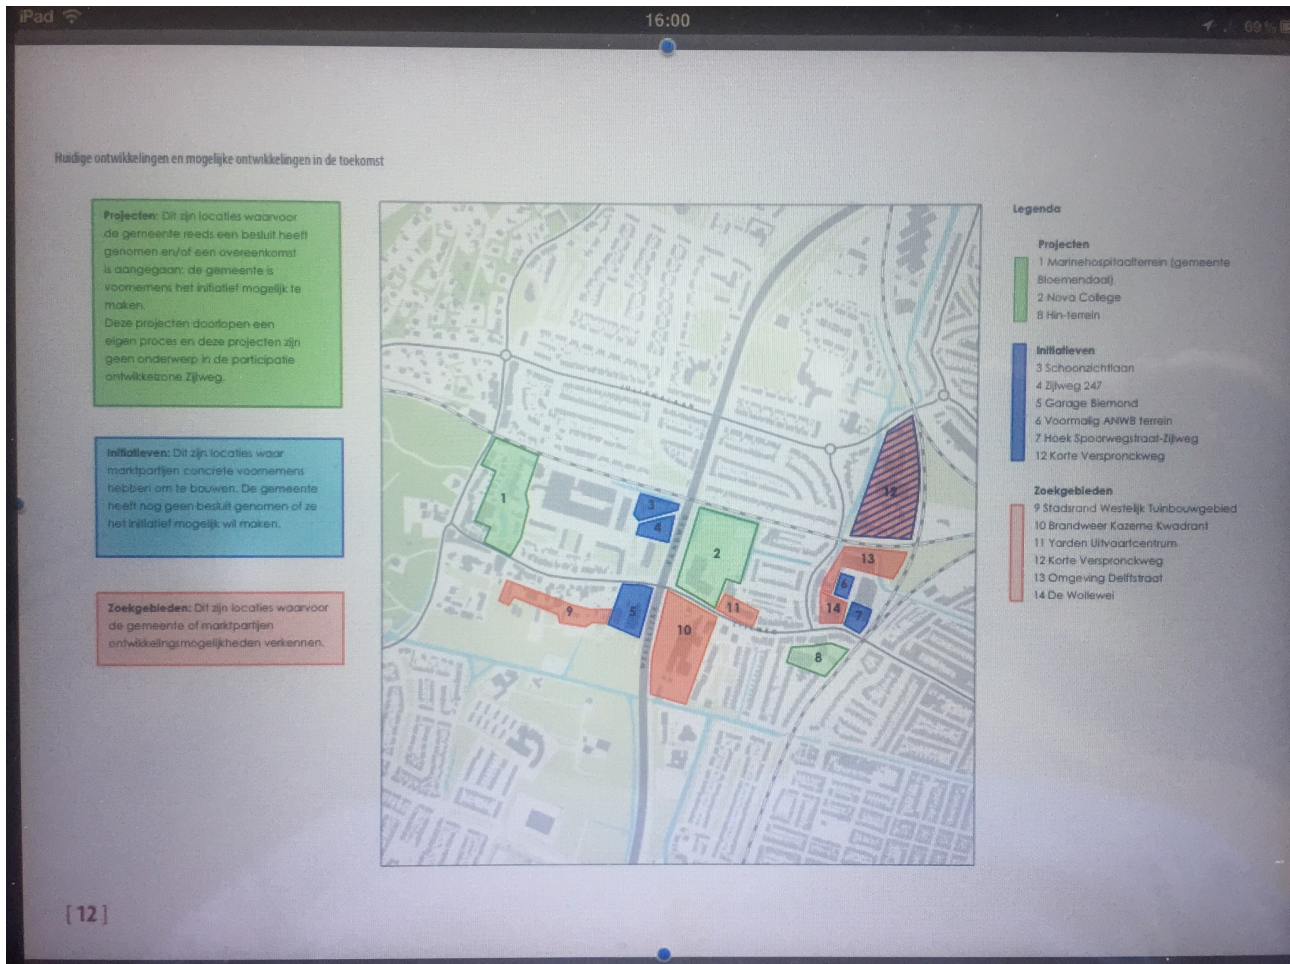 iPad
16:00
69%
Huidige ontwikkelingen en mogelijke ontwikkelingen in de toekomst
Projecten: Dit zijn locaties waarvoor
de gemeente reeds een besluit heeft
genomen en/of een overeenkomst
is aangegaan: de gemeente is
voornemens het initiatief mogelijk te
maken.
Deze projecten doorlopen een
eigen proces en deze projecten zijn
geen onderwerp in de participatie
ontwikkelzone Zijlweg.
Initiatieven: Dit zijn locaties waar
marktpartijen concrete voornemens
hebben om te bouwen. De gemeente
heeft nog geen besluit genomen of ze
het initiatief mogelijk wil maken.
Zoekgebieden: Dit zijn locaties waarvoor
de gemeente of marktpartijen
ontwikkelingsmogelijkheden verkennen.
1
3
4
2
12
13
6
14
7
9
5
11
10
8
Legenda
Projecten
1 Marinehospitaalterrein (gemeente
Bloemendaal)
2 Nova College
8 Hin-terrein
Initiatieven
3 Schoonzichtlaan
4 Zijlweg 247
5 Garage Biemond
6 Voormalig ANWB terrein
7 Hoek Spoorwegstraat-Zijlweg
12 Korte Verspronckweg
Zoekgebieden
9 Stadsrand Westelijk Tuinbouwgebied
10 Brandweer Kazerne Kwadrant
11 Yarden Uitvaartcentrum
12 Korte Verspronckweg
13 Omgeving Delftstraat
14 De Wollewei
[12]